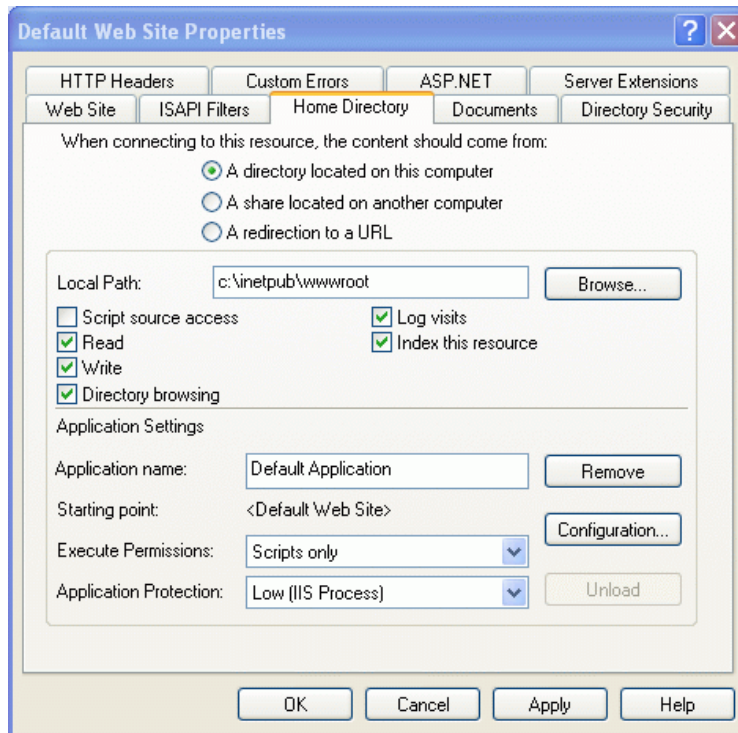 Default Web Site Properties
HTTP Headers Custom Errors ASP.NET Server Extensions
Web Site ISAPI Filters Home Directory Documents Directory Security
When connecting to this resource, the content should come from:
A directory located on this computer
A share located on another computer
A redirection to a URL
Local Path: c:\inetpub\wwwroot Browse...
Script source access Log visits
Read Index this resource
Write
Directory browsing
Application Settings
Application name: Default Application Remove
Starting point: <Default Web Site>
Configuration...
Execute Permissions: Scripts only
Application Protection: Low (IIS Process) Unload
OK Cancel Apply Help